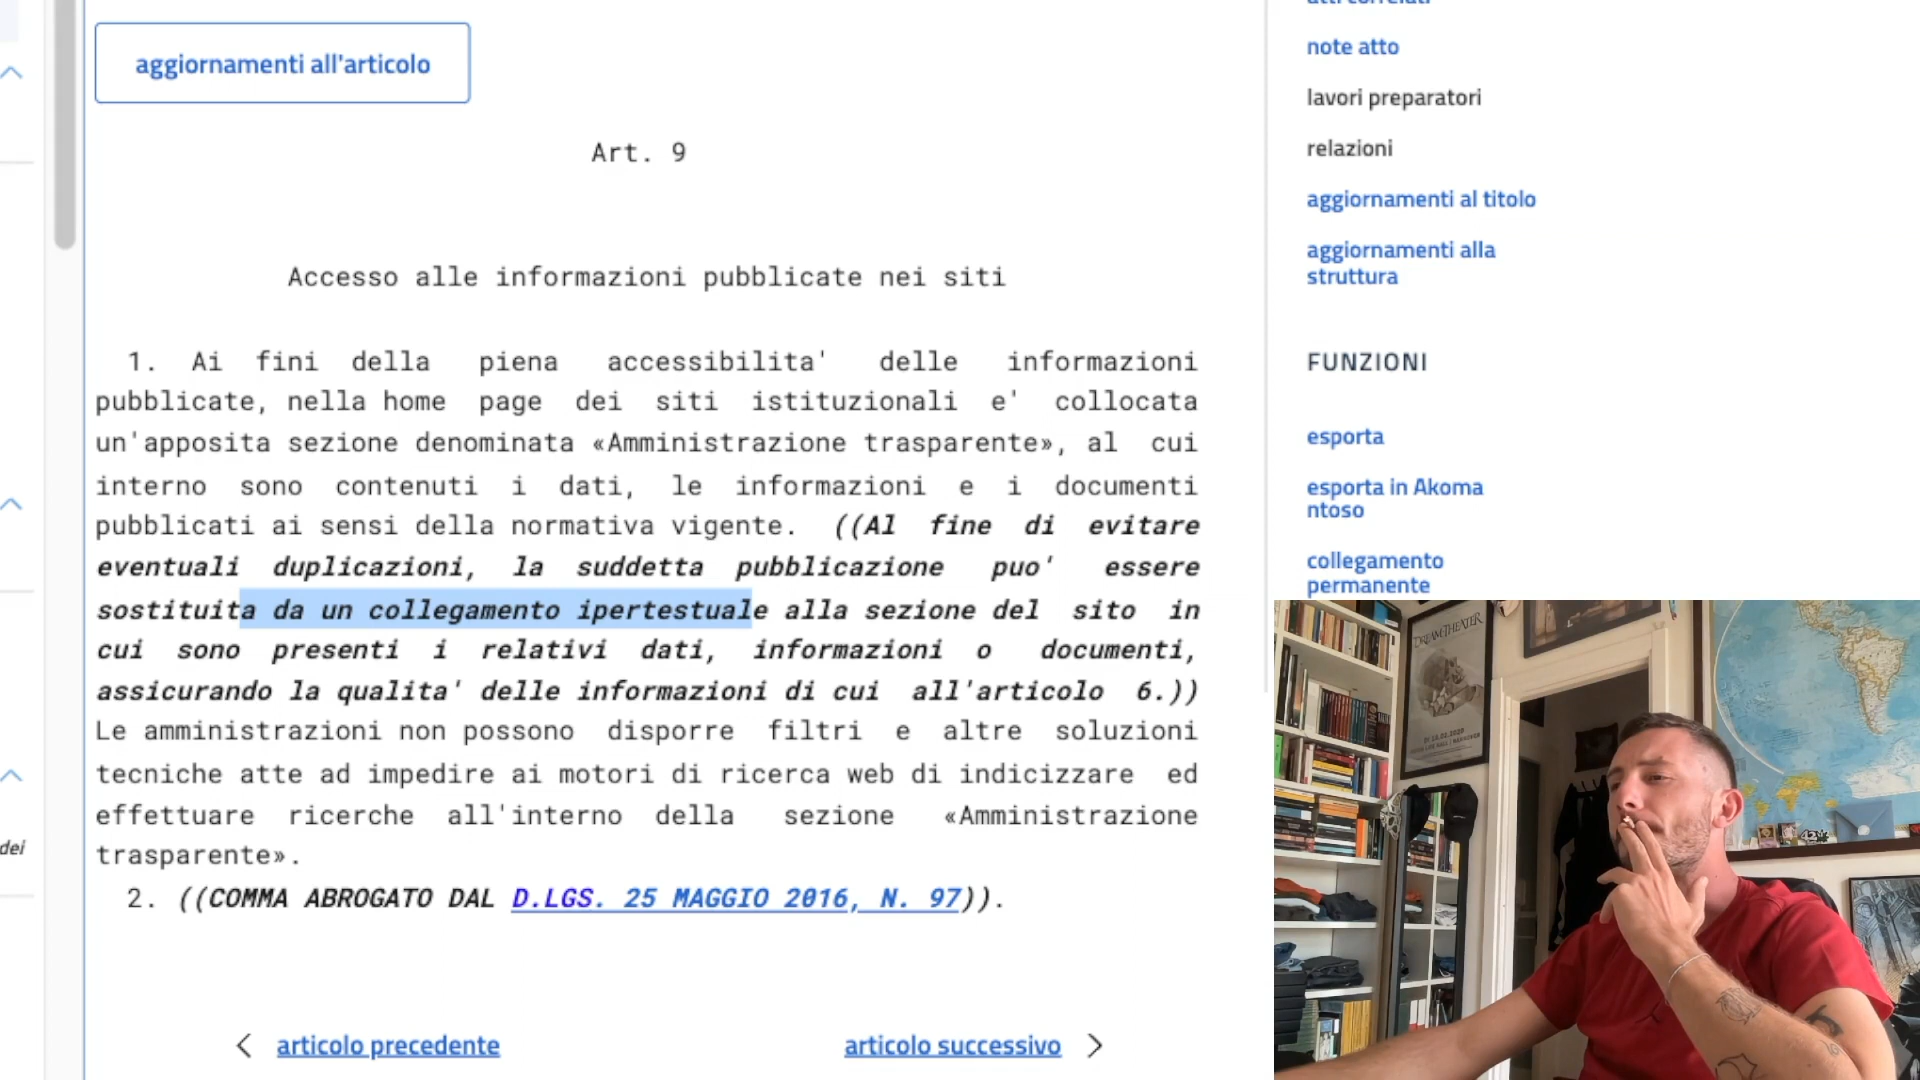 aggiornamenti all'articolo
Art. 9
Accesso alle informazioni pubblicate nei siti
1. Ai fini della piena accessibilita' delle informazioni
pubblicate, nella home page dei siti istituzionali e' collocata
un'apposita sezione denominata «Amministrazione trasparente», al cui
interno sono contenuti i dati, le informazioni e i documenti
pubblicati ai sensi della normativa vigente. ((Al fine di evitare
eventuali duplicazioni, la suddetta pubblicazione puo' essere
sostituita da un collegamento ipertestuale alla sezione del sito in
cui sono presenti i relativi dati, informazioni o documenti,
assicurando la qualita' delle informazioni di cui all'articolo 6.))
Le amministrazioni non possono disporre filtri e altre soluzioni
tecniche atte ad impedire ai motori di ricerca web di indicizzare ed
effettuare ricerche all'interno della sezione «Amministrazione
trasparente».
2. ((COMMA ABROGATO DAL D.LGS. 25 MAGGIO 2016, N. 97)).
articolo precedente
articolo successivo
dei
note atto
lavori preparatori
relazioni
aggiornamenti al titolo
aggiornamenti alla
struttura
FUNZIONI
esporta
esporta in Akoma
ntoso
collegamento
permanente
DREAM THEATER